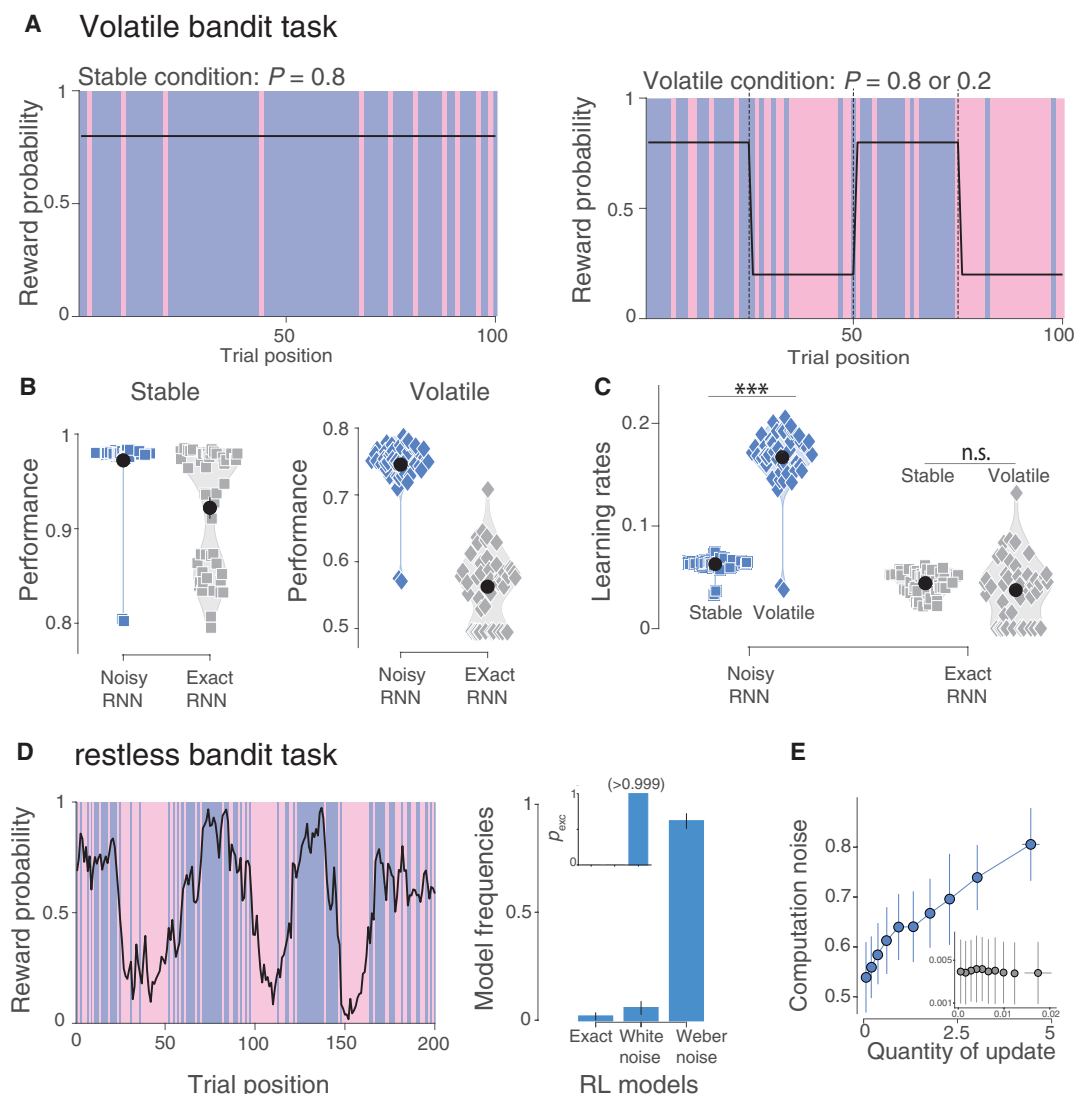 A Volatile bandit task
Stable condition: P = 0.8
Reward probability
1
0.5
0
50
100
Trial position
Volatile condition: P = 0.8 or 0.2
Reward probability
1
0.5
0
50
100
Trial position
B
Stable
Performance
1
0.9
0.8
Noisy
RNN
Exact
RNN
Volatile
Performance
0.8
0.7
0.6
0.5
Noisy
RNN
EXact
RNN
C
Learning rates
0.2
0.1
0
***
n.s.
Stable
Volatile
Stable
Volatile
Noisy
RNN
Exact
RNN
D restless bandit task
Reward probability
1
0.5
0
0
50
100
150
200
Trial position
Model frequencies
1
0.5
0
(>0.999)
pexc
1
0
Exact
White
noise
Weber
noise
RL models
E
Computation noise
0.8
0.7
0.6
0.5
0
2.5
5
Quantity of update
0.005
0.001
0.0
0.01
0.02